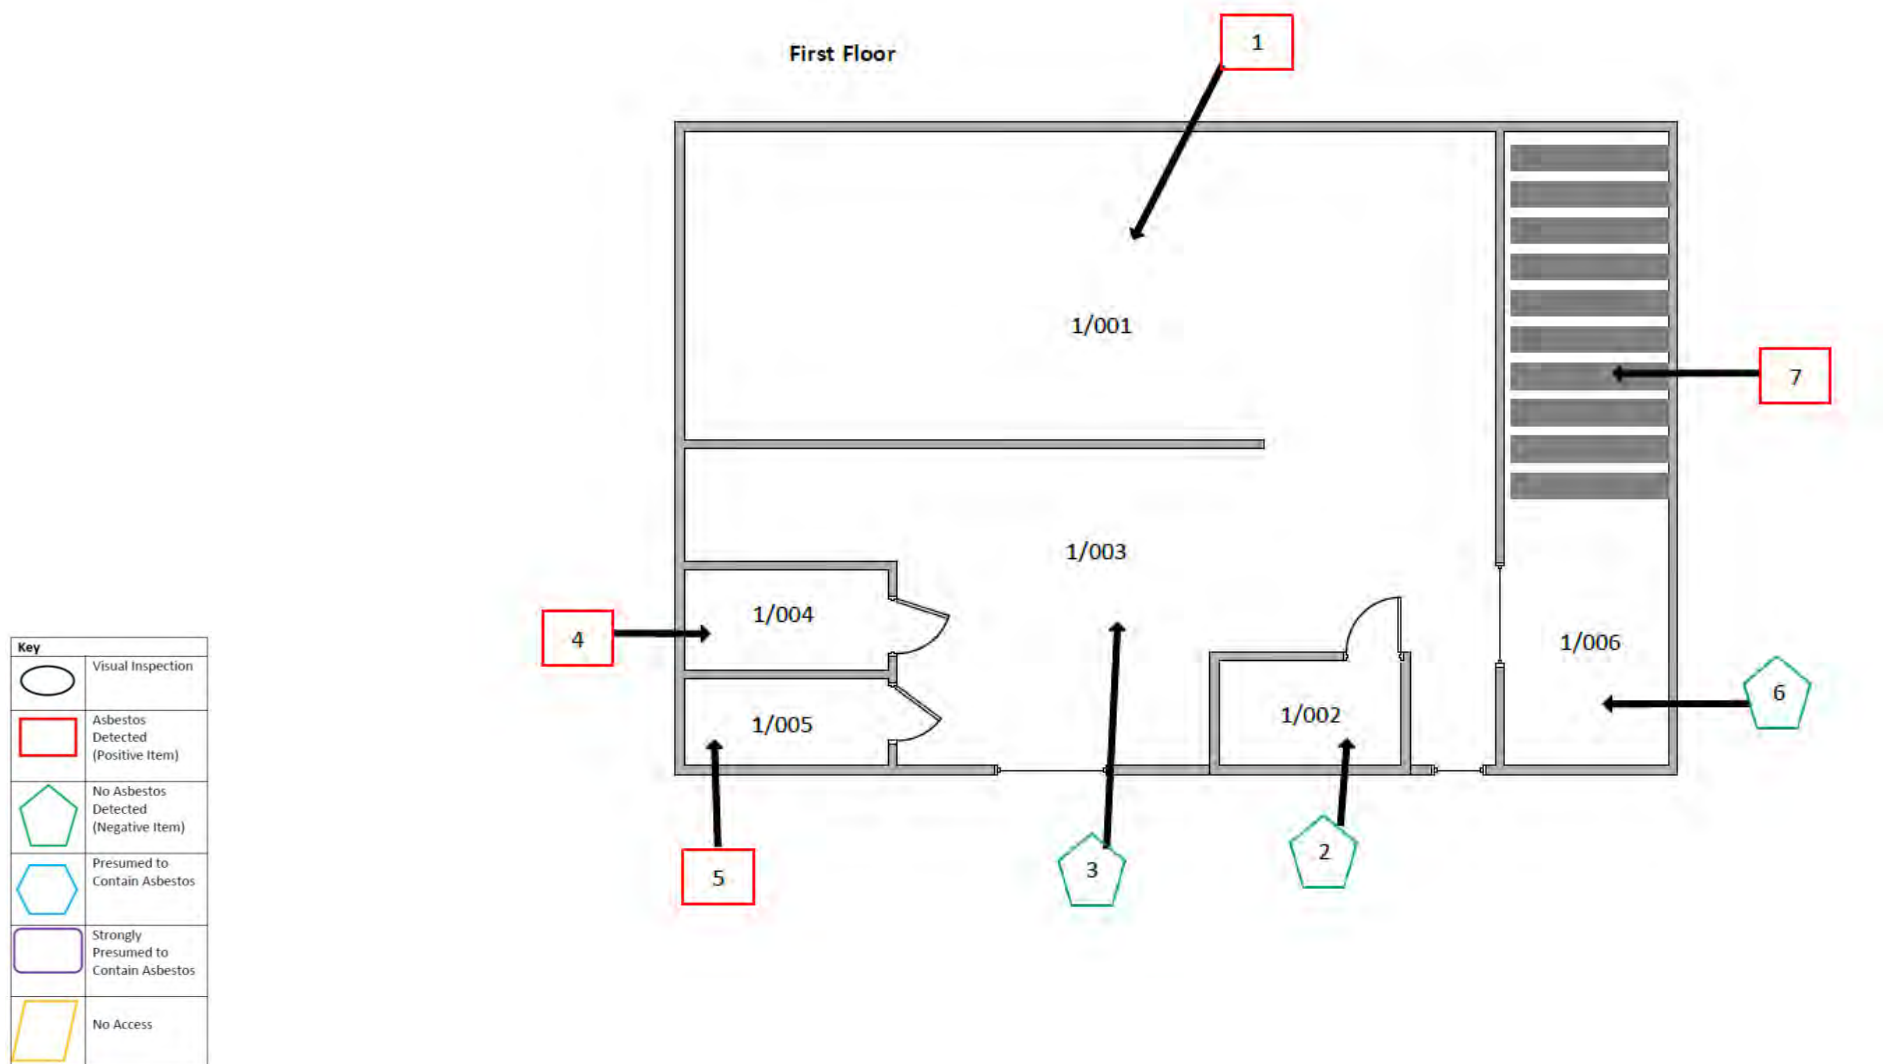 First Floor
1
1/001
7
1/003
1/004
4
1/006
6
1/002
1/005
2
3
5
Key
Visual Inspection
Asbestos
Detected
(Positive Item)
No Asbestos
Detected
(Negative Item)
Presumed to
Contain Asbestos
Strongly
Presumed to
Contain Asbestos
No Access